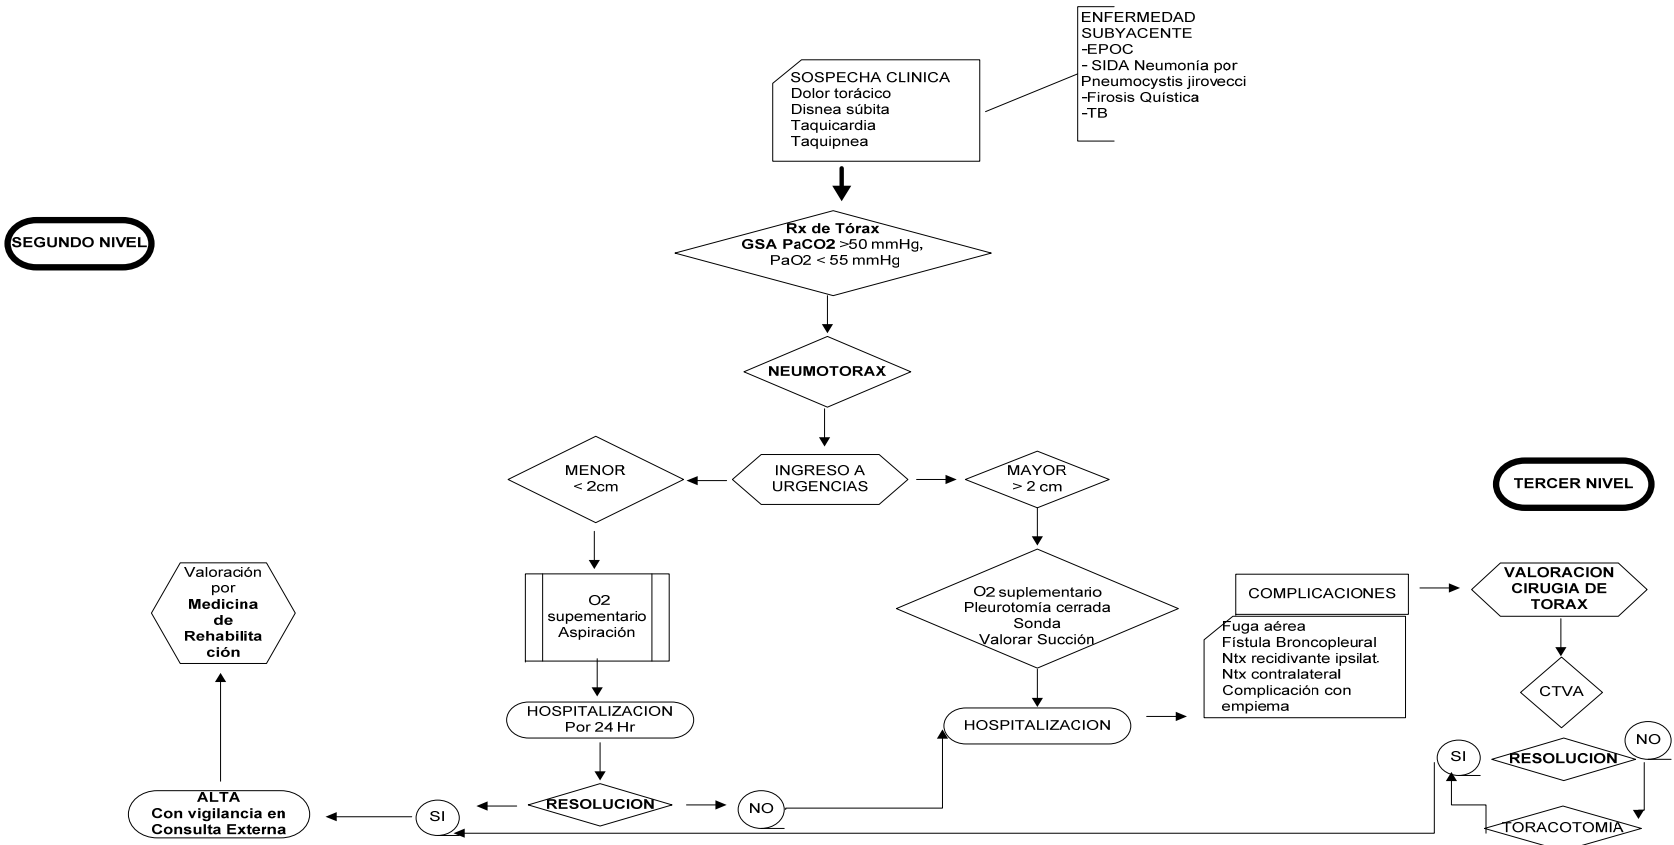 ENFERMEDAD
SUBYACENTE
-EPOC
- SIDA Neumonía por
Pneumocystis jirovecci
-Firosis Quística
-TB
SOSPECHA CLINICA
Dolor torácico
Disnea súbita
Taquicardia
Taquipnea
SEGUNDO NIVEL
Rx de Tórax
GSA PaCO2 >50 mmHg,
PaO2 < 55 mmHg
NEUMOTORAX
MENOR
< 2cm
INGRESO A
URGENCIAS
MAYOR
> 2 cm
TERCER NIVEL
Valoración
por
Medicina
de
Rehabilita
ción
O2
supementario
Aspiración
O2 suplementario
Pleurotomía cerrada
Sonda
Valorar Succión
COMPLICACIONES
Fuga aérea
Fístula Broncopleural
Ntx recidivante ipsilat.
Ntx contralateral
Complicación con
empiema
VALORACION
CIRUGIA DE
TORAX
CTVA
HOSPITALIZACION
Por 24 Hr
HOSPITALIZACION
SI
RESOLUCION
NO
ALTA
Con vigilancia en
Consulta Externa
SI
RESOLUCION
NO
TORACOTOMIA